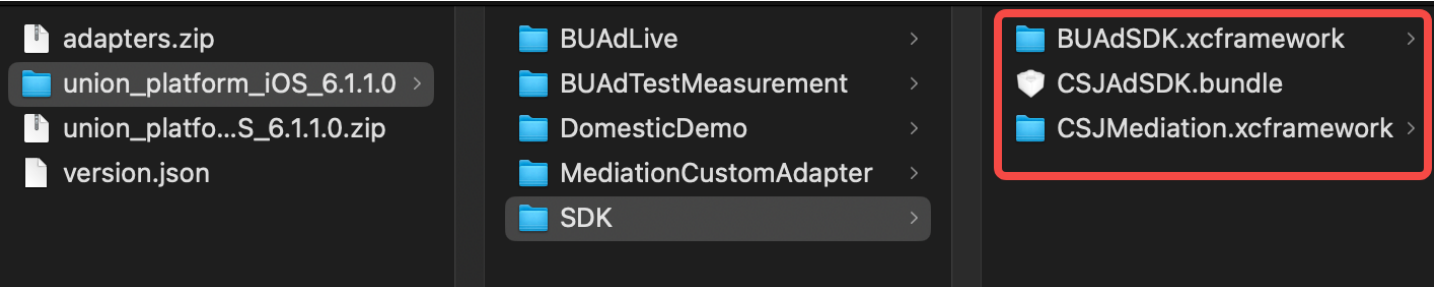 adapters.zip
union_platform_iOS_6.1.1.0
union_platfo...S_6.1.1.0.zip
version.json
BUAdLive
BUAdTestMeasurement
DomesticDemo
MediationCustomAdapter
SDK
BUAdSDK.xcframework
CSJAdSDK.bundle
CSJMediation.xcframework